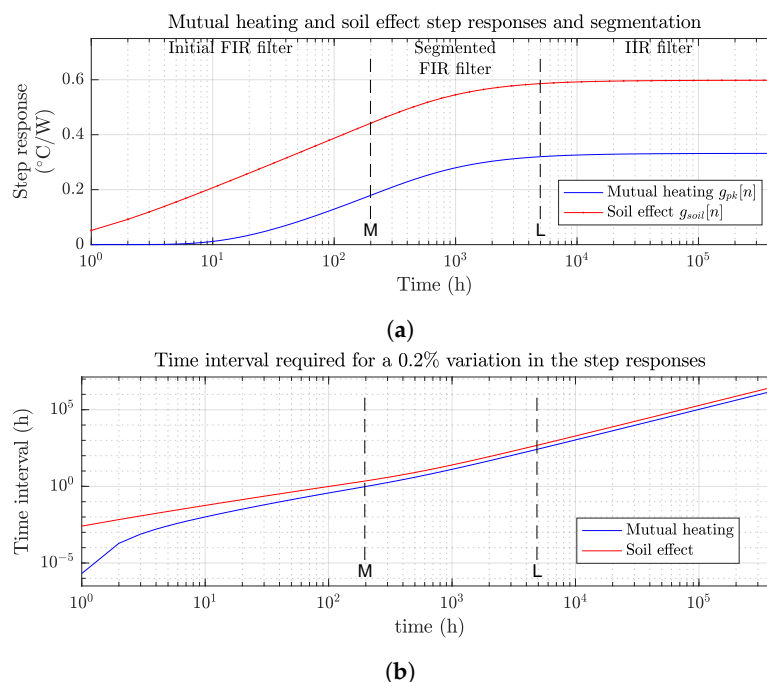 Mutual heating and soil effect step responses and segmentation
Initial FIR filter
Segmented
FIR filter
IIR filter
Step response
(°C/W)
0.6
0.4
0.2
0
M
L
Mutual heating g_{pk}[n]
Soil effect g_{soil}[n]
10^0
10^1
10^2
10^3
10^4
10^5
Time (h)
(a)
Time interval required for a 0.2% variation in the step responses
Time interval (h)
10^5
10^0
10^{-5}
M
L
Mutual heating
Soil effect
10^0
10^1
10^2
10^3
10^4
10^5
time (h)
(b)